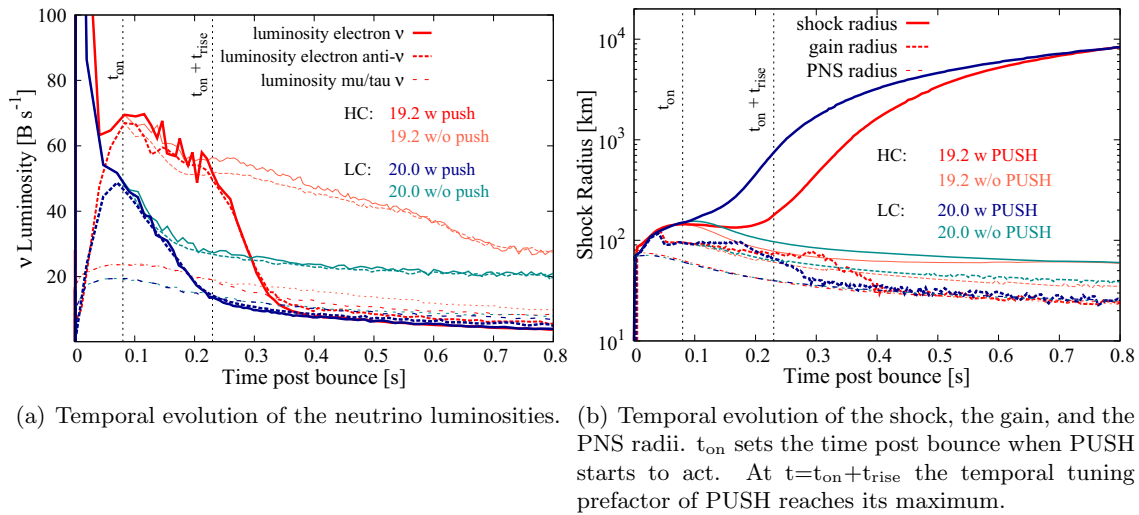 100
80
60
40
20
ν Luminosity [B s⁻¹]
0
0.1
0.2
0.3
0.4
0.5
0.6
0.7
0.8
Time post bounce [s]
t_on
t_on + t_rise
luminosity electron ν
luminosity electron anti-ν
luminosity mu/tau ν
HC: 19.2 w push
19.2 w/o push
LC: 20.0 w push
20.0 w/o push
(a) Temporal evolution of the neutrino luminosities.
10⁴
10³
10²
10¹
Shock Radius [km]
0
0.1
0.2
0.3
0.4
0.5
0.6
0.7
0.8
Time post bounce [s]
t_on
t_on + t_rise
shock radius
gain radius
PNS radius
HC: 19.2 w PUSH
19.2 w/o PUSH
LC: 20.0 w PUSH
20.0 w/o PUSH
(b) Temporal evolution of the shock, the gain, and the
PNS radii. t_on sets the time post bounce when PUSH
starts to act. At t=t_on+t_rise the temporal tuning
prefactor of PUSH reaches its maximum.